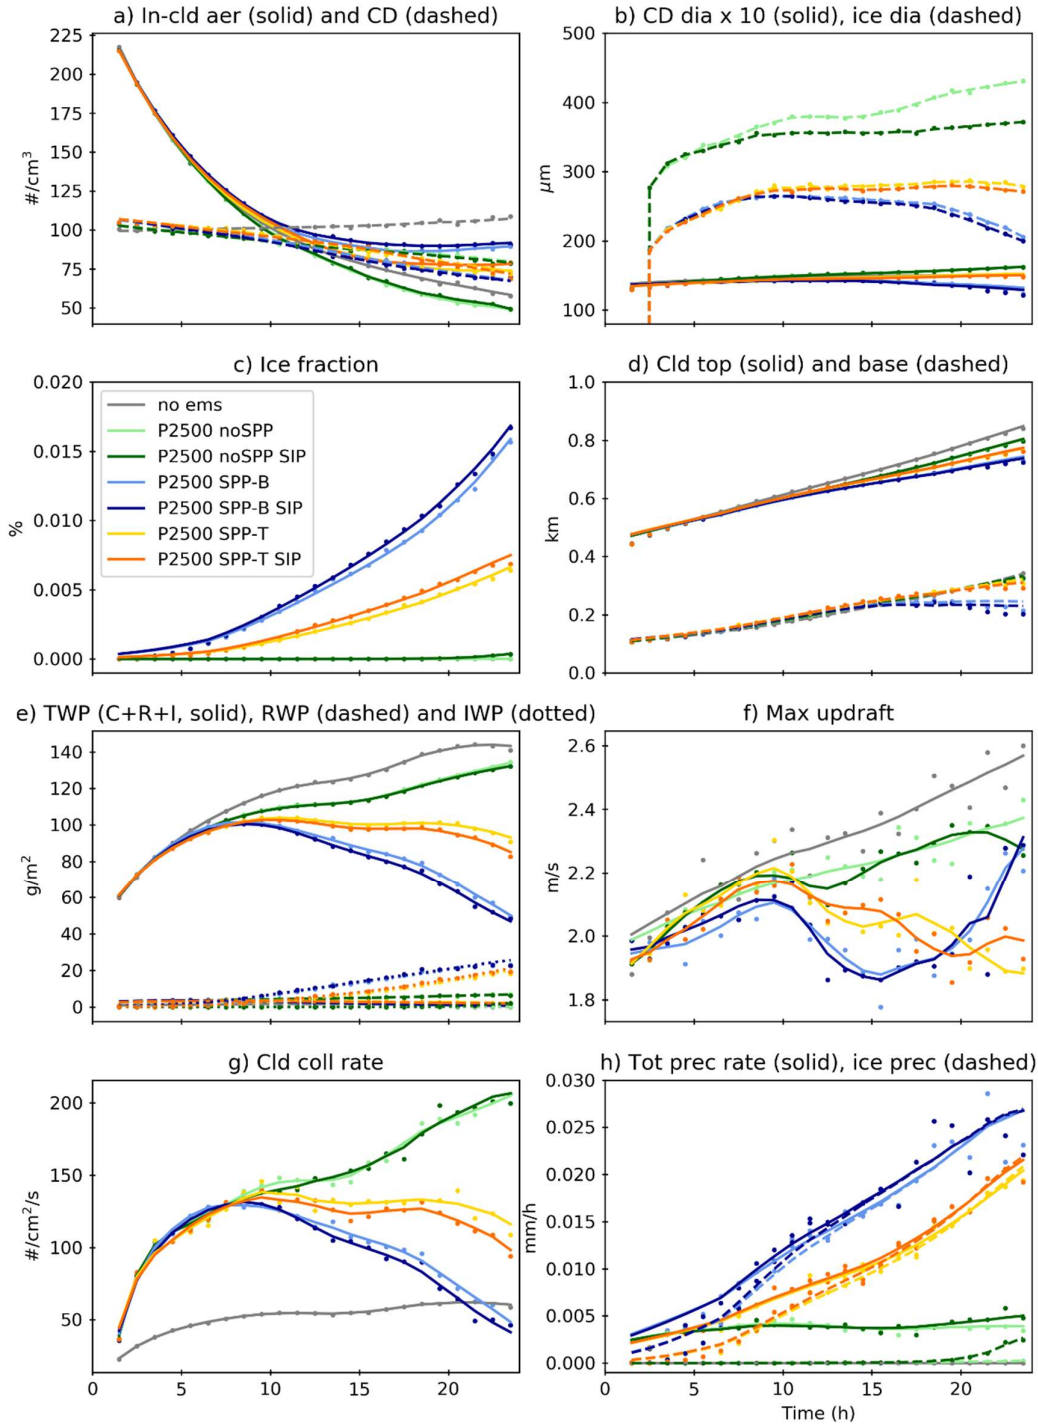 a) In-cld aer (solid) and CD (dashed)
225
200
175
150
125
100
75
50
#/cm³
b) CD dia x 10 (solid), ice dia (dashed)
500
400
300
200
100
μm
c) Ice fraction
0.020
0.015
0.010
0.005
0.000
%
no ems
P2500 noSPP
P2500 noSPP SIP
P2500 SPP-B
P2500 SPP-B SIP
P2500 SPP-T
P2500 SPP-T SIP
d) Cld top (solid) and base (dashed)
1.0
0.8
0.6
0.4
0.2
0.0
km
e) TWP (C+R+I, solid), RWP (dashed) and IWP (dotted)
140
120
100
80
60
40
20
0
g/m²
f) Max updraft
2.6
2.4
2.2
2.0
1.8
m/s
g) Cld coll rate
200
150
100
50
#/cm²/s
0 5 10 15 20
h) Tot prec rate (solid), ice prec (dashed)
0.030
0.025
0.020
0.015
0.010
0.005
0.000
mm/h
0 5 10 15 20
Time (h)